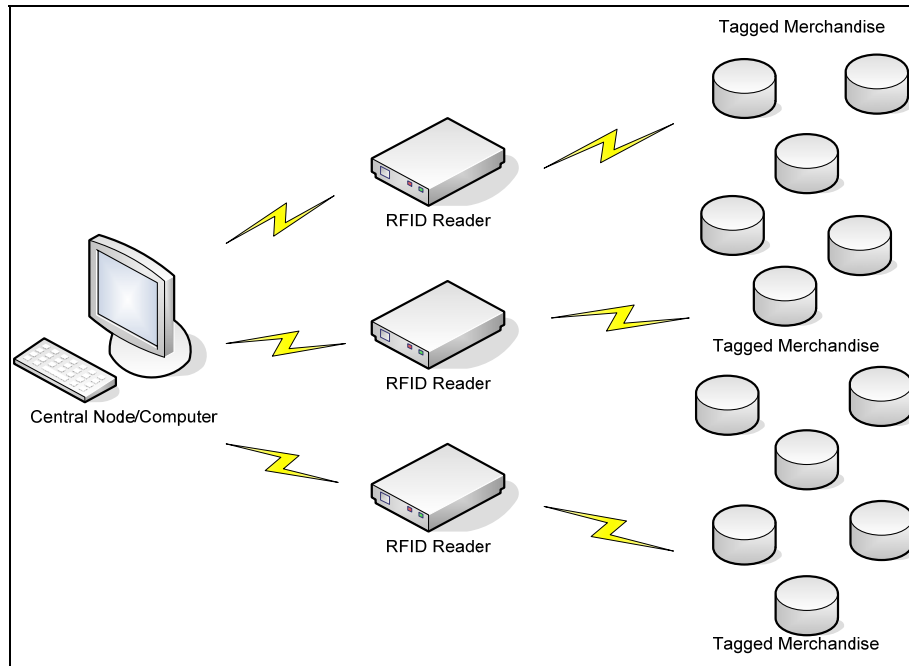 Tagged Merchandise
RFID Reader
RFID Reader
Tagged Merchandise
Central Node/Computer
RFID Reader
Tagged Merchandise